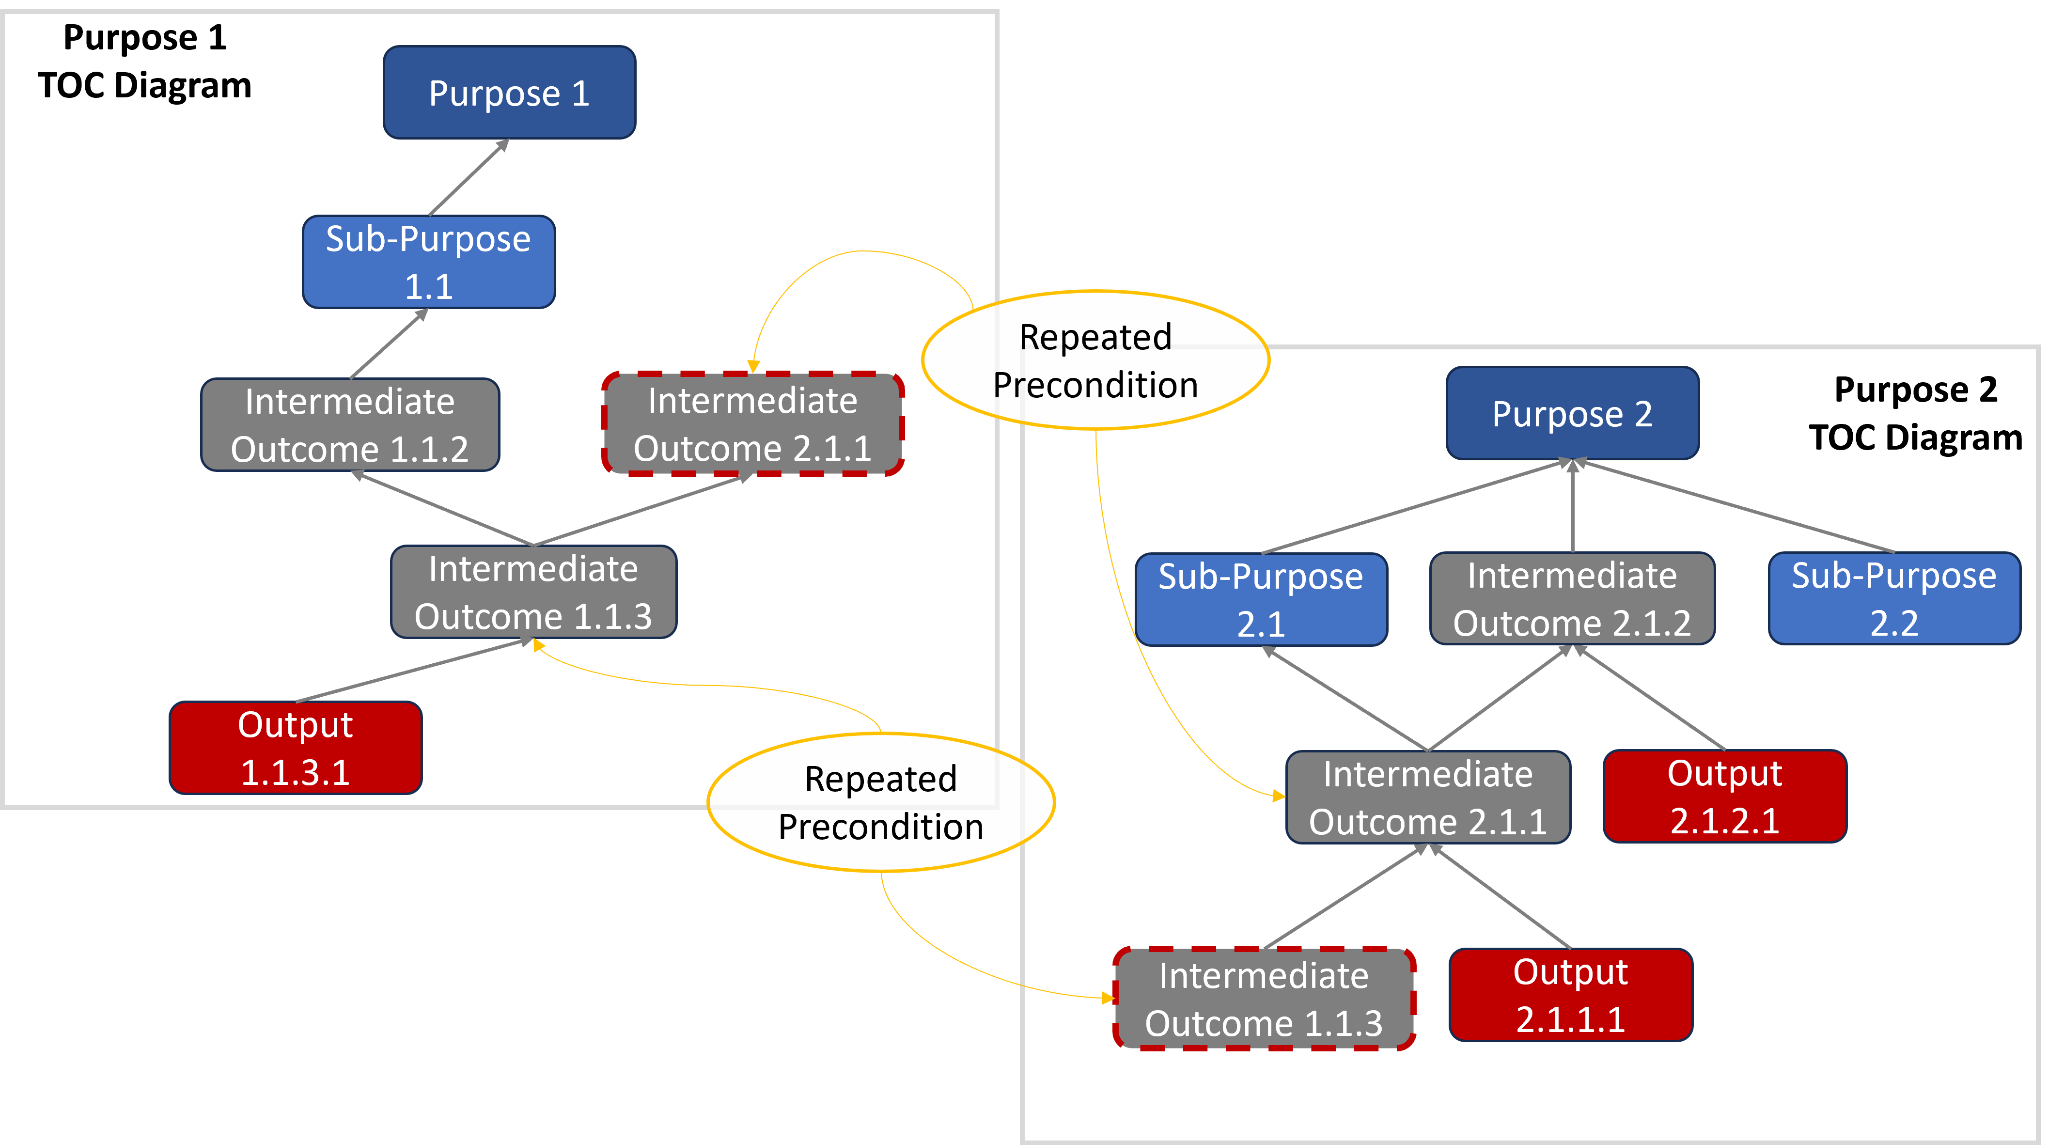 Purpose 1
TOC Diagram
Purpose 1
Sub-Purpose
1.1
Intermediate
Outcome 1.1.2
Intermediate
Outcome 2.1.1
Intermediate
Outcome 1.1.3
Output
1.1.3.1
Repeated
Precondition
Repeated
Precondition
Purpose 2
TOC Diagram
Purpose 2
Sub-Purpose
2.1
Intermediate
Outcome 2.1.2
Sub-Purpose
2.2
Intermediate
Outcome 2.1.1
Output
2.1.2.1
Intermediate
Outcome 1.1.3
Output
2.1.1.1